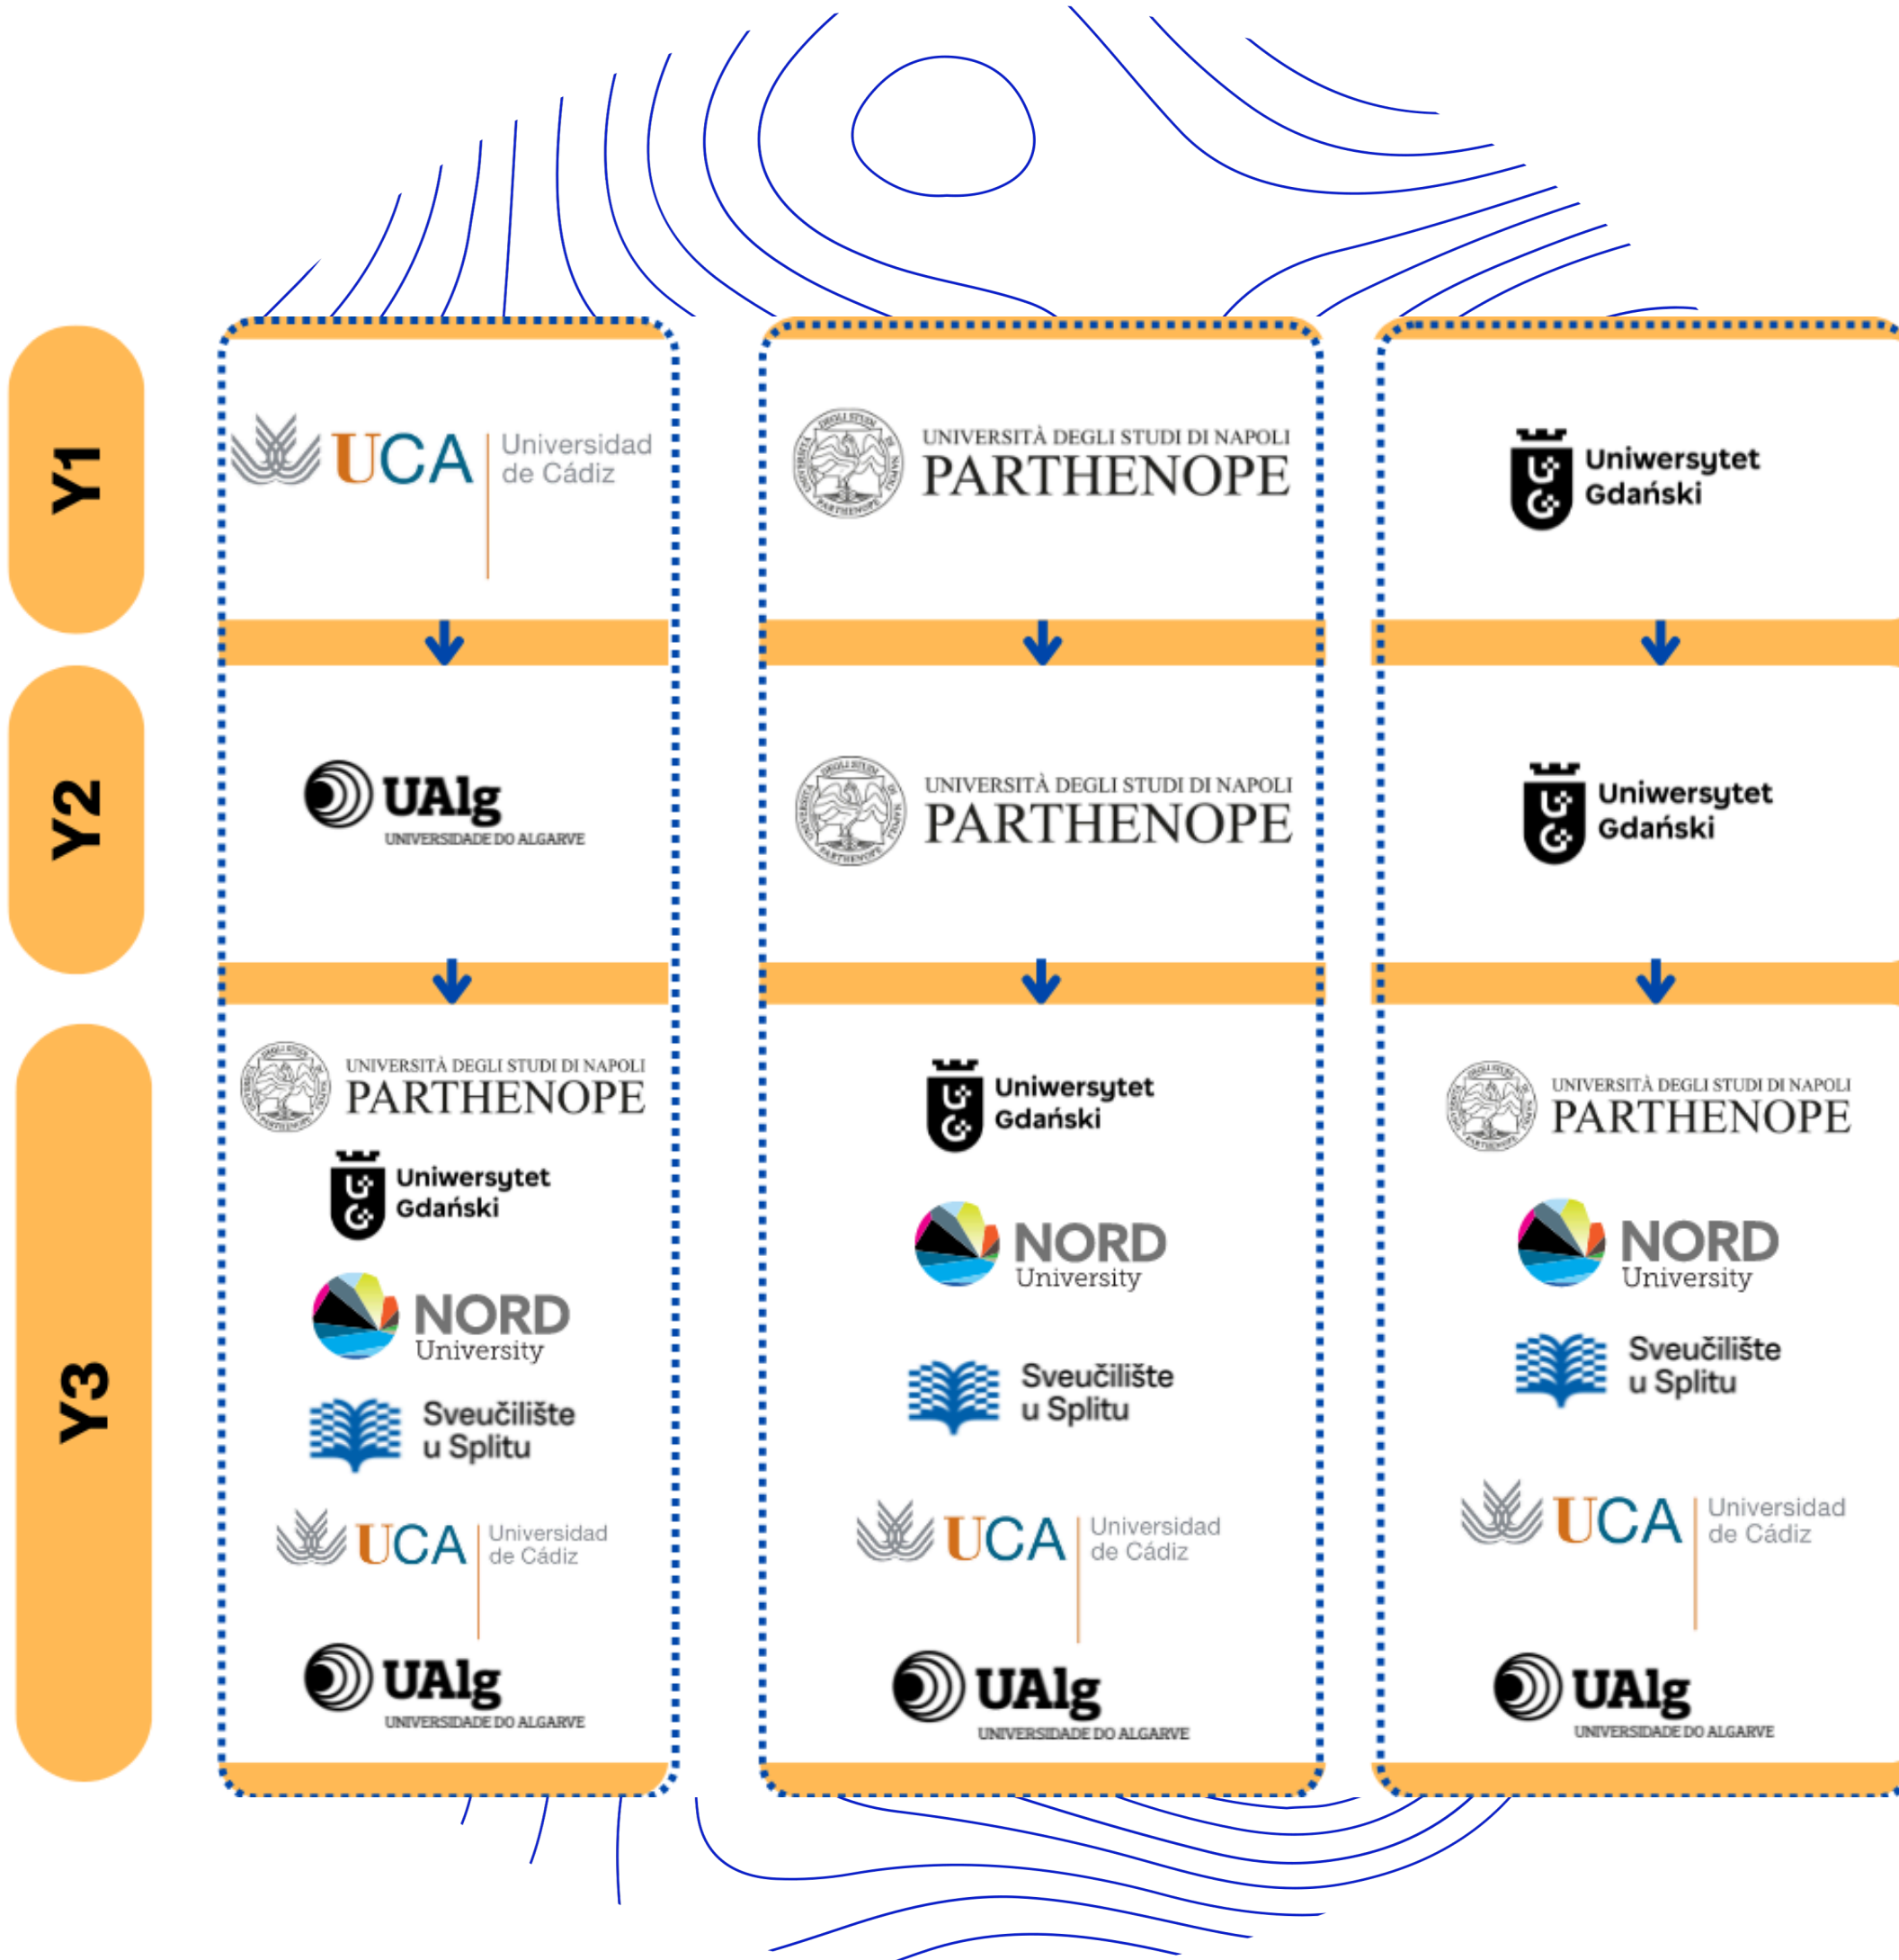 Y1
UCA
Universidad
de Cádiz
UNIVERSITÀ DEGLI STUDI DI NAPOLI
PARTHENOPE
Uniwersytet
Gdański
Y2
UAlg
UNIVERSIDADE DO ALGARVE
UNIVERSITÀ DEGLI STUDI DI NAPOLI
PARTHENOPE
Uniwersytet
Gdański
Y3
UNIVERSITÀ DEGLI STUDI DI NAPOLI
PARTHENOPE
Uniwersytet
Gdański
NORD
University
Sveučilište
u Splitu
UCA
Universidad
de Cádiz
UAlg
UNIVERSIDADE DO ALGARVE
Uniwersytet
Gdański
NORD
University
Sveučilište
u Splitu
UCA
Universidad
de Cádiz
UAlg
UNIVERSIDADE DO ALGARVE
UNIVERSITÀ DEGLI STUDI DI NAPOLI
PARTHENOPE
NORD
University
Sveučilište
u Splitu
UCA
Universidad
de Cádiz
UAlg
UNIVERSIDADE DO ALGARVE